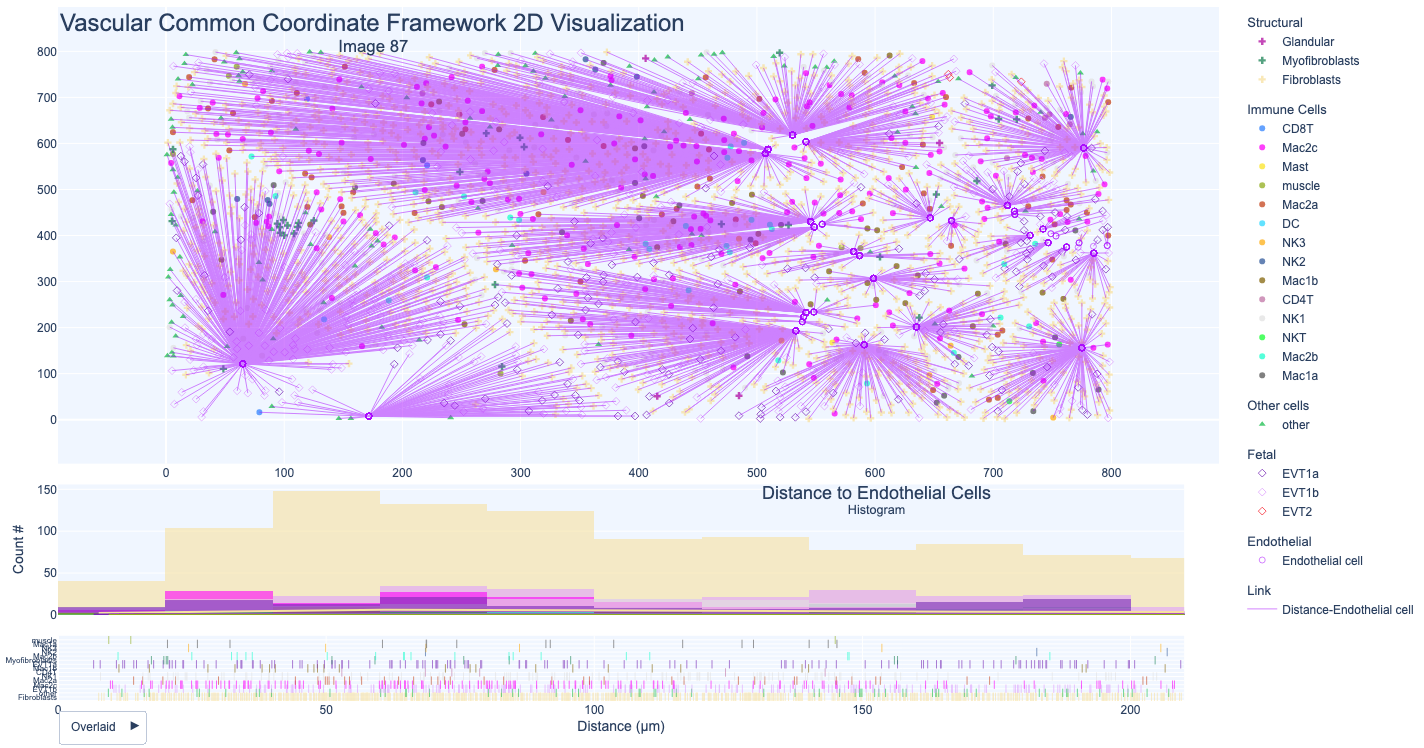 Vascular Common Coordinate Framework 2D Visualization
Image 87
800
700
600
500
400
300
200
100
0
0 100 200 300 400 500 600 700 800
Structural
Glandular
Myofibroblasts
Fibroblasts
Immune Cells
CD8T
Mac2c
Mast
muscle
Mac2a
DC
NK3
NK2
Mac1b
CD4T
NK1
NKT
Mac2b
Mac1a
Other cells
other
Fetal
EVT1a
EVT1b
EVT2
Endothelial
Endothelial cell
Link
Distance-Endothelial cell
Distance to Endothelial Cells
Histogram
Count #
150
100
50
0
muscle
Myofibroblasts
Fibroblasts
0 50 100 150 200
Distance (μm)
Overlaid ▶